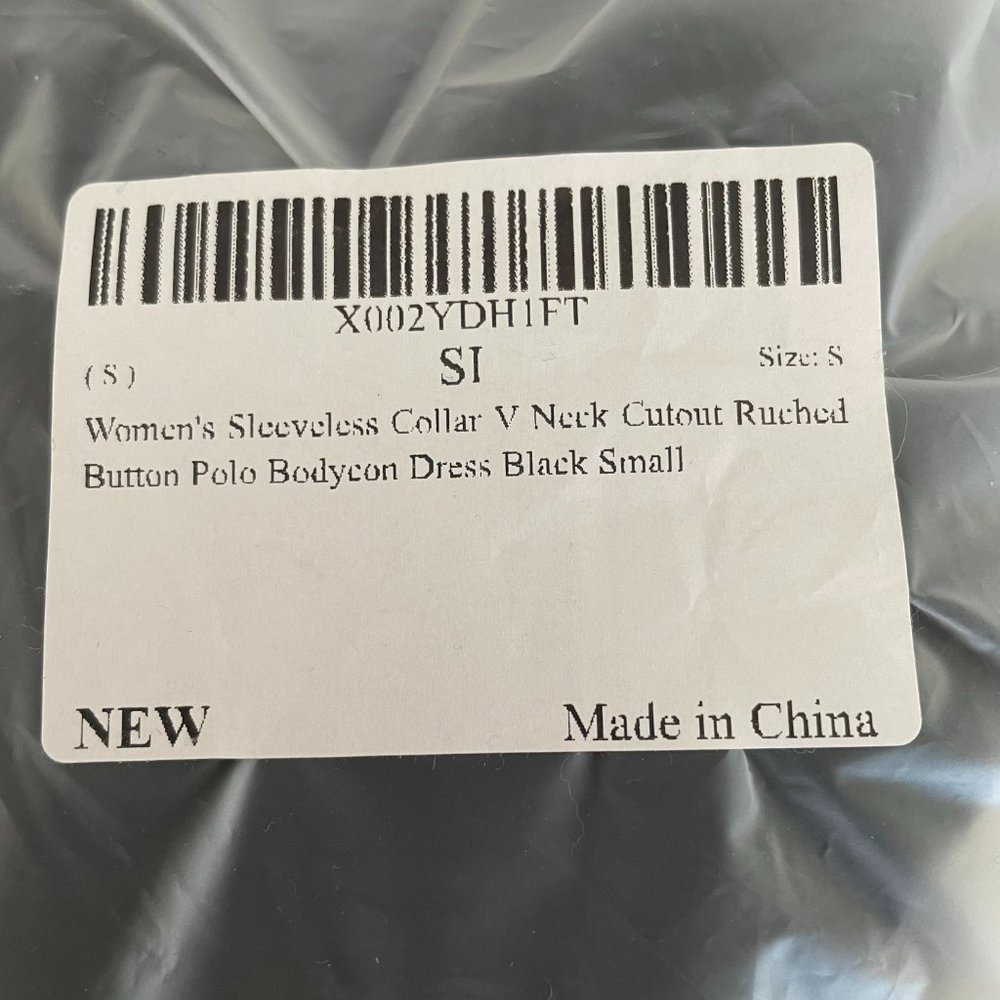 X002YDH1FT
(S) SI Size: S
Women's Sleeveless Collar V Neck Cutout Ruched
Button Polo Bodycon Dress Black Small
NEW Made in China